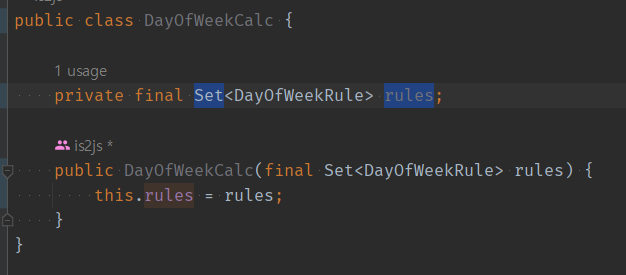 public class DayOfWeekCalc {
1 usage
private final Set<DayOfWeekRule> rules;
is2js *
public DayOfWeekCalc(final Set<DayOfWeekRule> rules) {
this.rules = rules;
}
}